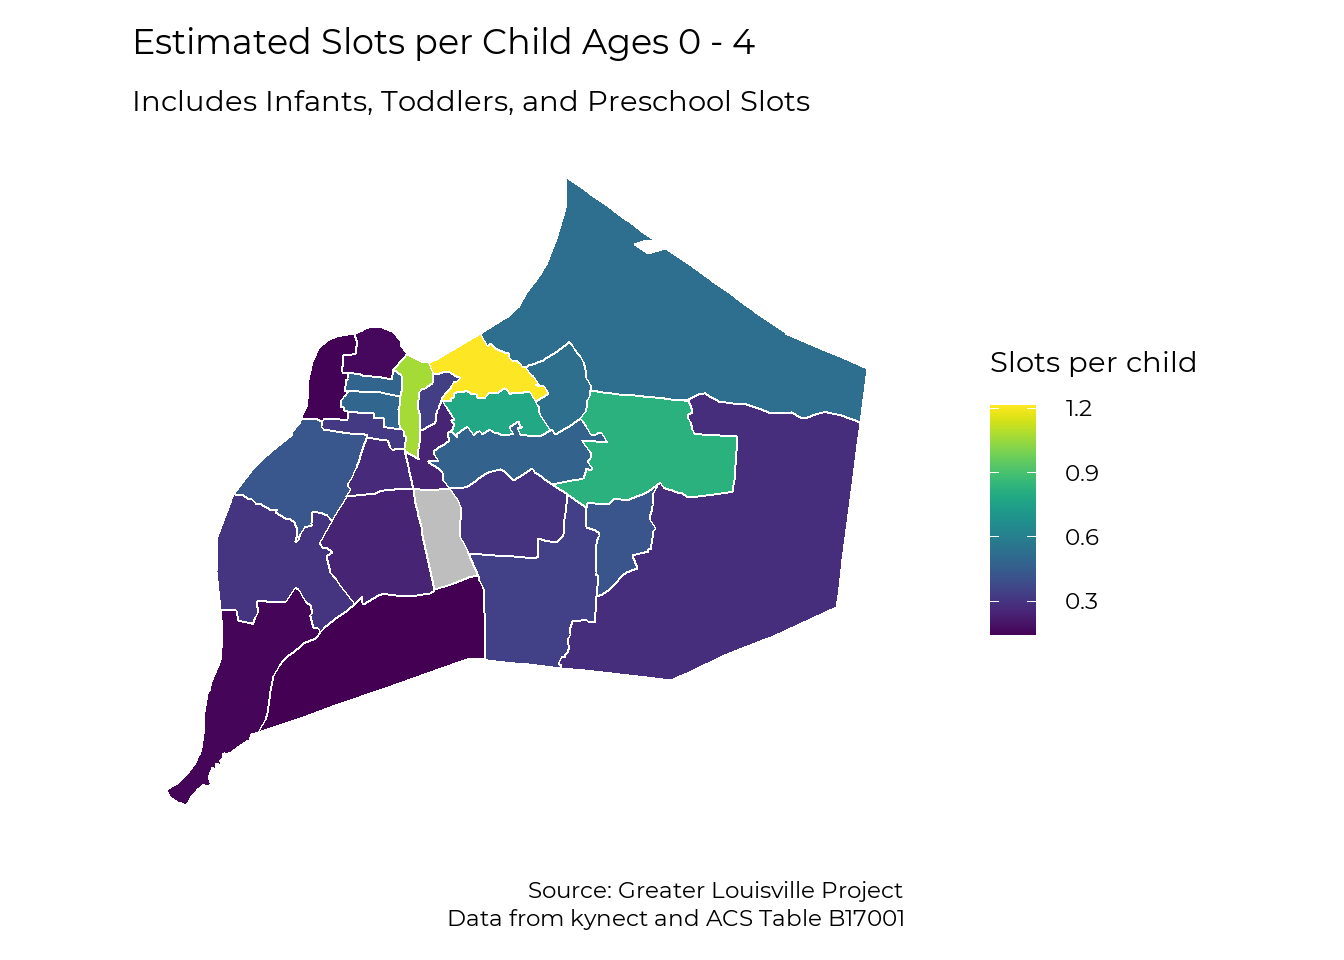 Estimated Slots per Child Ages 0 - 4
Includes Infants, Toddlers, and Preschool Slots
Slots per child
1.2
0.9
0.6
0.3
Source: Greater Louisville Project
Data from kynect and ACS Table B17001